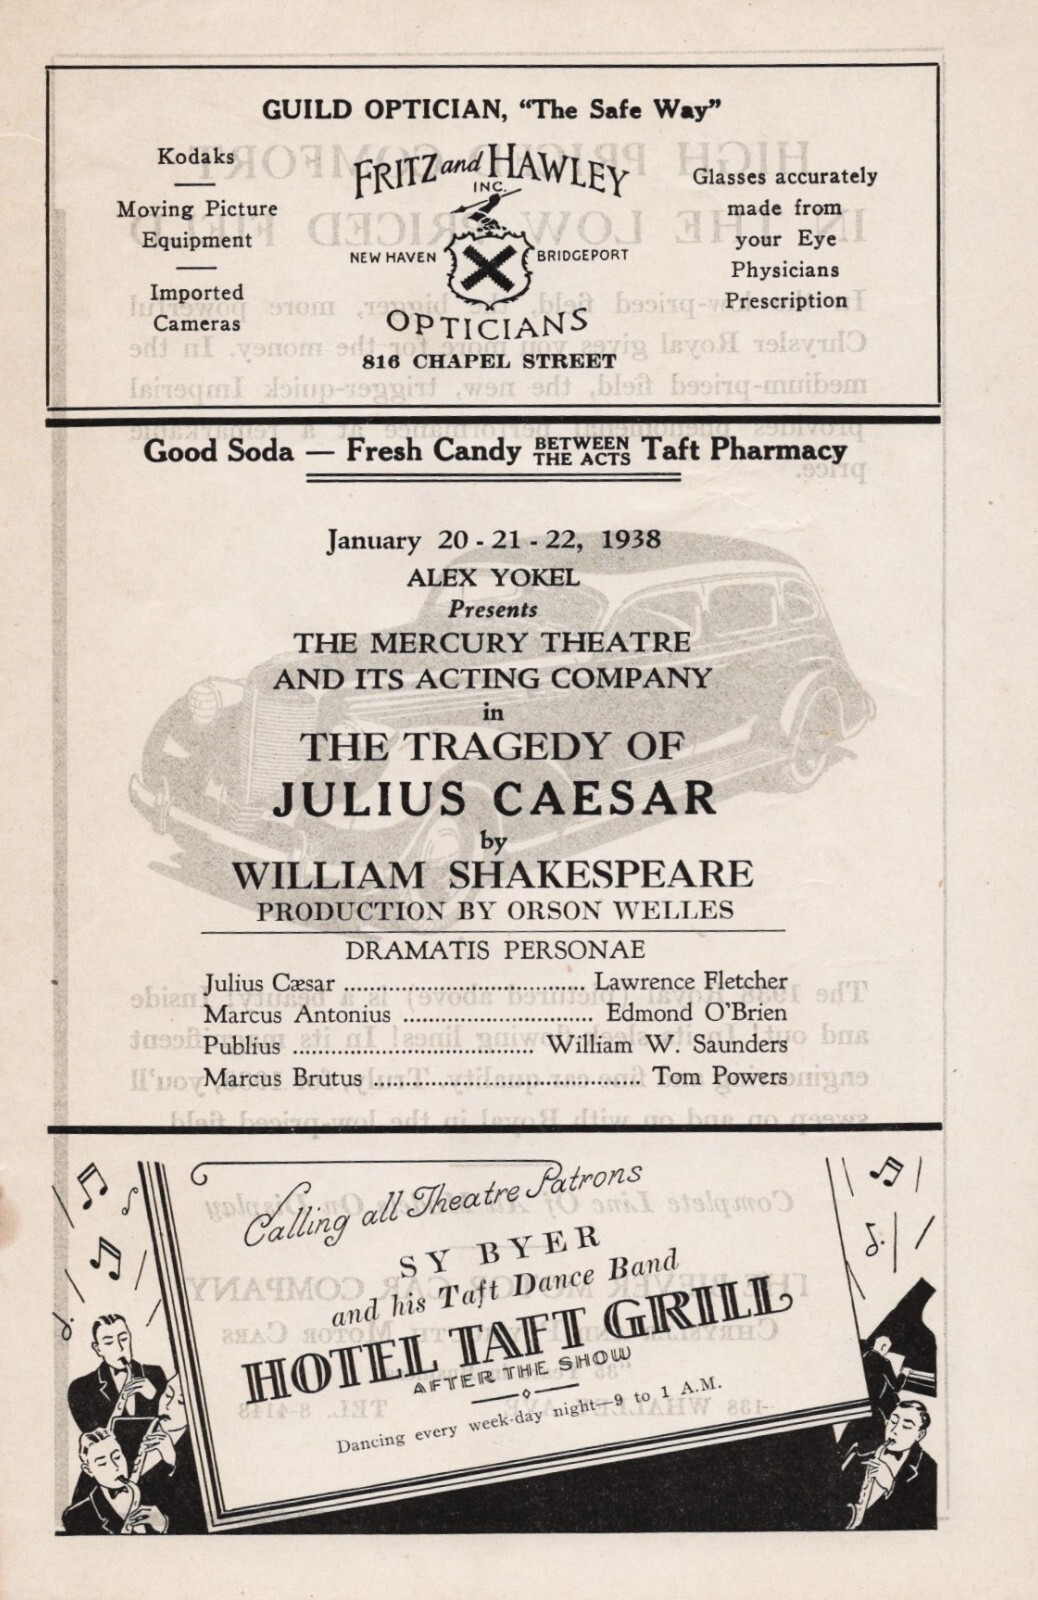 GUILD OPTICIAN, "The Safe Way"
Kodaks
Moving Picture
Equipment
Imported
Cameras
FRITZ and HAWLEY
INC.
NEW HAVEN BRIDGEPORT
OPTICIANS
816 CHAPEL STREET
Glasses accurately
made from
your Eye
Physicians
Prescription
Good Soda — Fresh Candy BETWEEN THE ACTS Taft Pharmacy
January 20 - 21 - 22, 1938
ALEX YOKEL
Presents
THE MERCURY THEATRE
AND ITS ACTING COMPANY
in
THE TRAGEDY OF
JULIUS CAESAR
by
WILLIAM SHAKESPEARE
PRODUCTION BY ORSON WELLES
DRAMATIS PERSONAE
Julius Cæsar .................................... Lawrence Fletcher
Marcus Antonius ............................ Edmond O'Brien
Publius .................................... William W. Saunders
Marcus Brutus ........................................ Tom Powers
Calling all Theatre Patrons
SY BYER
and his Taft Dance Band
HOTEL TAFT GRILL
AFTER THE SHOW
Dancing every week-day night—9 to 1 A.M.